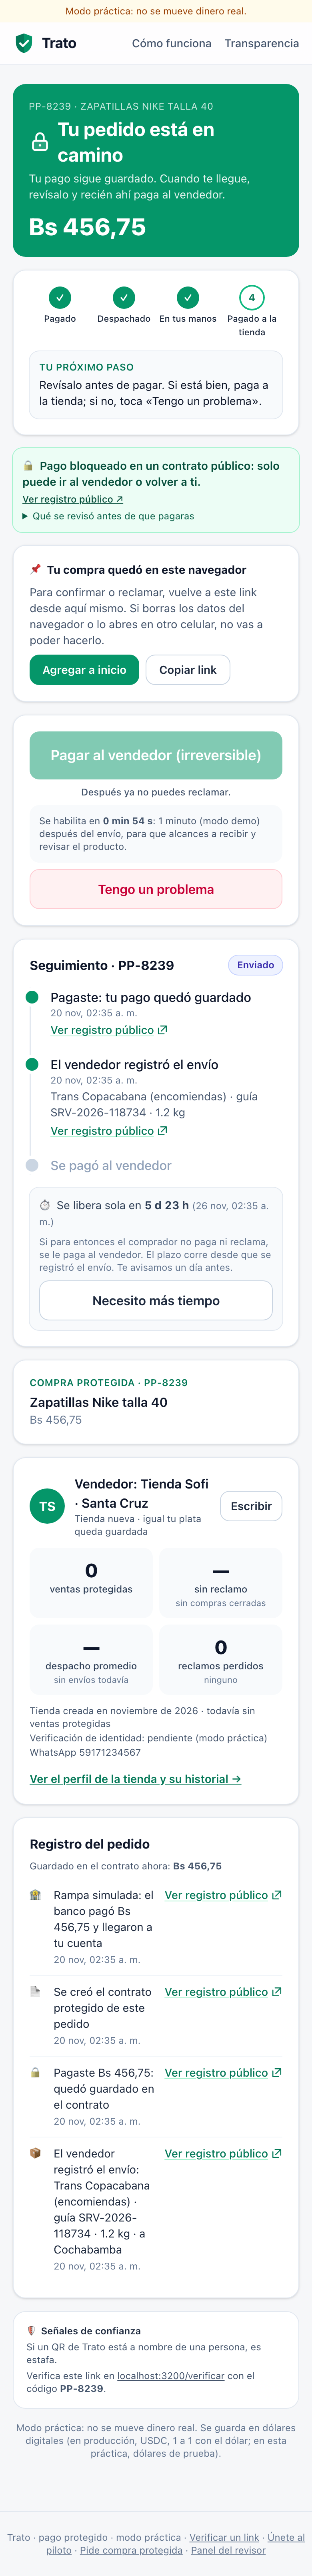 Modo práctica: no se mueve dinero real.
Trato
Cómo funciona
Transparencia
PP-8239 · ZAPATILLAS NIKE TALLA 40
Tu pedido está en
camino
Tu pago sigue guardado. Cuando te llegue,
revísalo y recién ahí paga al vendedor.
Bs 456,75
4
Pagado
Despachado
En tus manos
Pagado a la
tienda
TU PRÓXIMO PASO
Revísalo antes de pagar. Si está bien, paga a
la tienda; si no, toca «Tengo un problema».
Pago bloqueado en un contrato público: solo
puede ir al vendedor o volver a ti.
Ver registro público ↗
▶ Qué se revisó antes de que pagaras
Tu compra quedó en este navegador
Para confirmar o reclamar, vuelve a este link
desde aquí mismo. Si borras los datos del
navegador o lo abres en otro celular, no vas a
poder hacerlo.
Agregar a inicio
Copiar link
Pagar al vendedor (irreversible)
Después ya no puedes reclamar.
Se habilita en 0 min 54 s: 1 minuto (modo demo)
después del envío, para que alcances a recibir y
revisar el producto.
Tengo un problema
Seguimiento · PP-8239
Enviado
Pagaste: tu pago quedó guardado
20 nov, 02:35 a. m.
Ver registro público
El vendedor registró el envío
20 nov, 02:35 a. m.
Trans Copacabana (encomiendas) · guía
SRV-2026-118734 · 1.2 kg
Ver registro público
Se pagó al vendedor
Se libera sola en 5 d 23 h (26 nov, 02:35 a.
m.)
Si para entonces el comprador no paga ni reclama,
se le paga al vendedor. El plazo corre desde que se
registró el envío. Te avisamos un día antes.
Necesito más tiempo
COMPRA PROTEGIDA · PP-8239
Zapatillas Nike talla 40
Bs 456,75
TS
Vendedor: Tienda Sofi
· Santa Cruz
Tienda nueva · igual tu plata
queda guardada
Escribir
0
ventas protegidas
—
sin reclamo
sin compras cerradas
—
despacho promedio
sin envíos todavía
0
reclamos perdidos
ninguno
Tienda creada en noviembre de 2026 · todavía sin
ventas protegidas
Verificación de identidad: pendiente (modo práctica)
WhatsApp 59171234567
Ver el perfil de la tienda y su historial →
Registro del pedido
Guardado en el contrato ahora: Bs 456,75
Rampa simulada: el
banco pagó Bs
456,75 y llegaron a
tu cuenta
20 nov, 02:35 a. m.
Ver registro público
Se creó el contrato
protegido de este
pedido
20 nov, 02:35 a. m.
Ver registro público
Pagaste Bs 456,75:
quedó guardado en
el contrato
20 nov, 02:35 a. m.
Ver registro público
El vendedor
registró el envío:
Trans Copacabana
(encomiendas) ·
guía SRV-2026-
118734 · 1.2 kg · a
Cochabamba
20 nov, 02:35 a. m.
Ver registro público
Señales de confianza
Si un QR de Trato está a nombre de una persona, es
estafa.
Verifica este link en localhost:3200/verificar con el
código PP-8239.
Modo práctica: no se mueve dinero real. Se guarda en dólares
digitales (en producción, USDC, 1 a 1 con el dólar; en esta
práctica, dólares de prueba).
Trato · pago protegido · modo práctica · Verificar un link · Únete al
piloto · Pide compra protegida · Panel del revisor